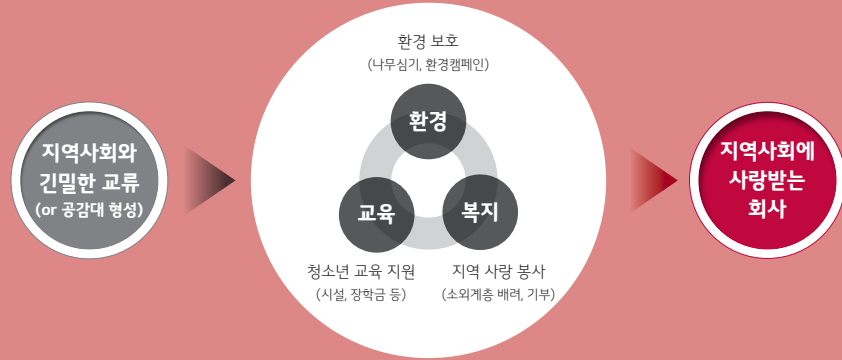 지역사회와
긴밀한 교류
(or 공감대 형성)
환경 보호
(나무심기, 환경캠페인)
환경
교육
복지
청소년 교육 지원
(시설, 장학금 등)
지역 사랑 봉사
(소외계층 배려, 기부)
지역사회에
사랑받는
회사